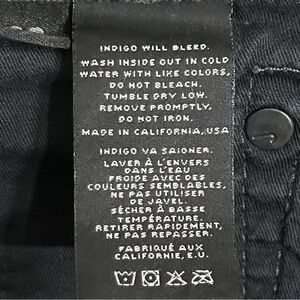 INDIGO WILL BLEED.
WASH INSIDE OUT IN COLD
WATER WITH LIKE COLORS,
DO NOT BLEACH.
TUMBLE DRY LOW.
REMOVE PROMPTLY,
DO NOT IRON.
MADE IN CALIFORNIA, USA
INDIGO VA SAIGNER.
LAVER À L'ENVERS
DANS L'EAU
FROIDE AVEC DES
COULEURS SEMBLABLES,
NE PAS UTILISER
DE JAVEL.
SÉCHER À BASSE
TEMPÉRATURE.
RETIRER RAPIDEMENT,
NE PAS REPASSER.
FABRIQUÉ AUX
CALIFORNIE, E.U.